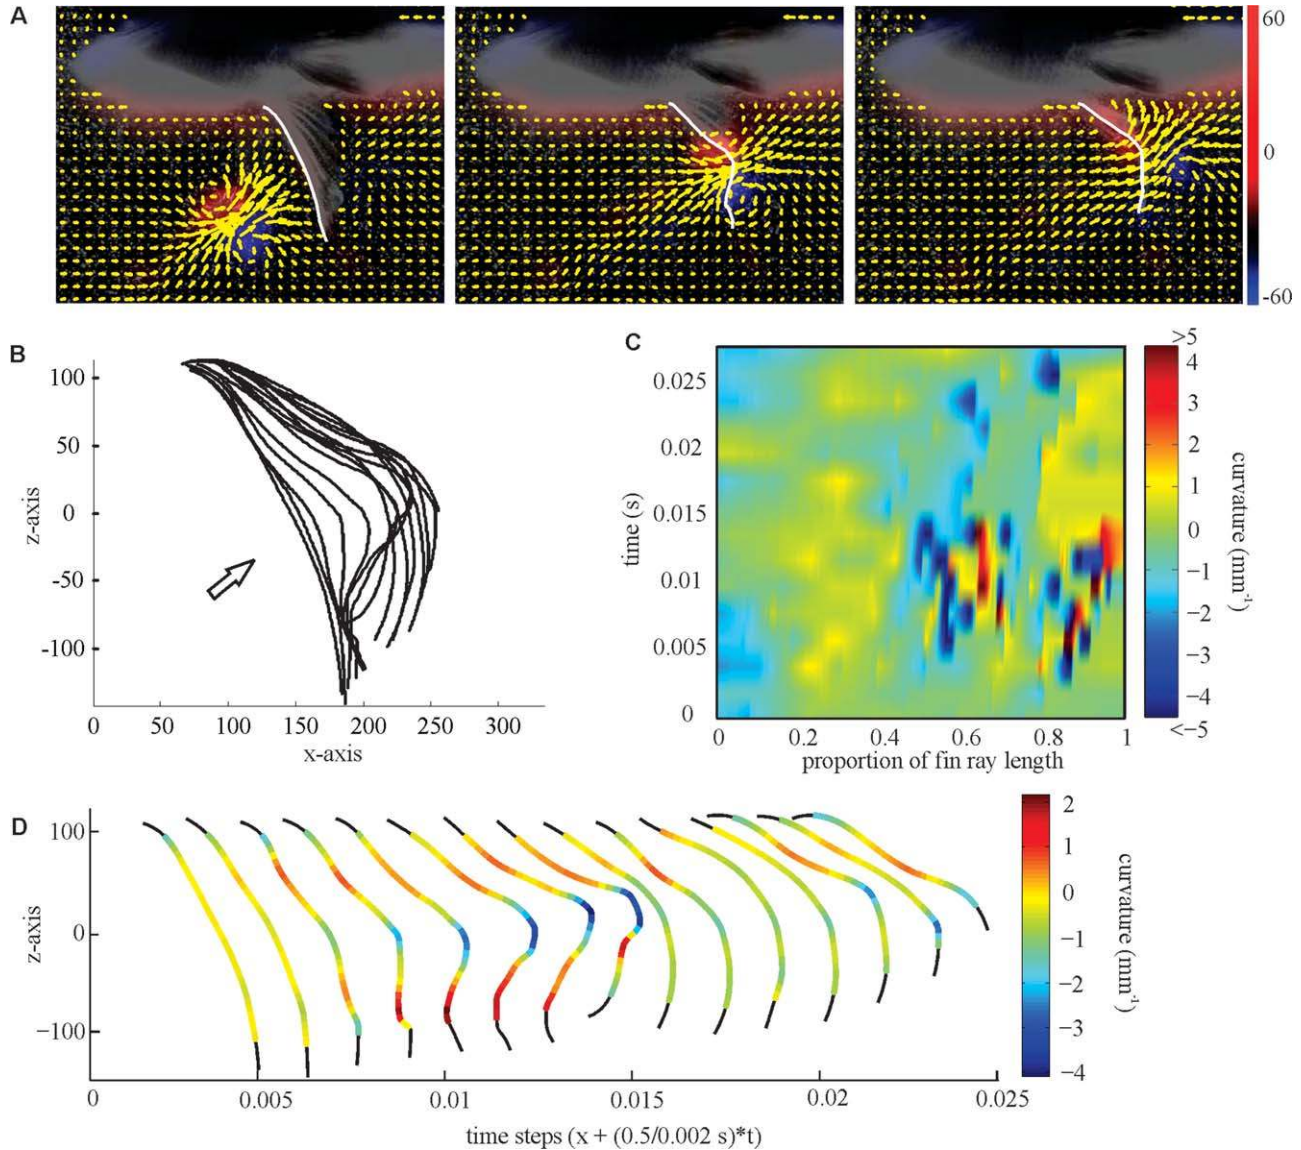 A
60
0
-60
B
100
50
0
-50
-100
z-axis
0 50 100 150 200 250 300
x-axis
C
0.025
0.02
0.015
0.01
0.005
0
time (s)
0 0.2 0.4 0.6 0.8 1
proportion of fin ray length
>5
4
3
2
1
0
−1
−2
−3
−4
<−5
curvature (mm⁻¹)
D
100
0
−100
z-axis
0 0.005 0.01 0.015 0.02 0.025
time steps (x + (0.5/0.002 s)*t)
2
1
0
−1
−2
−3
−4
curvature (mm⁻¹)